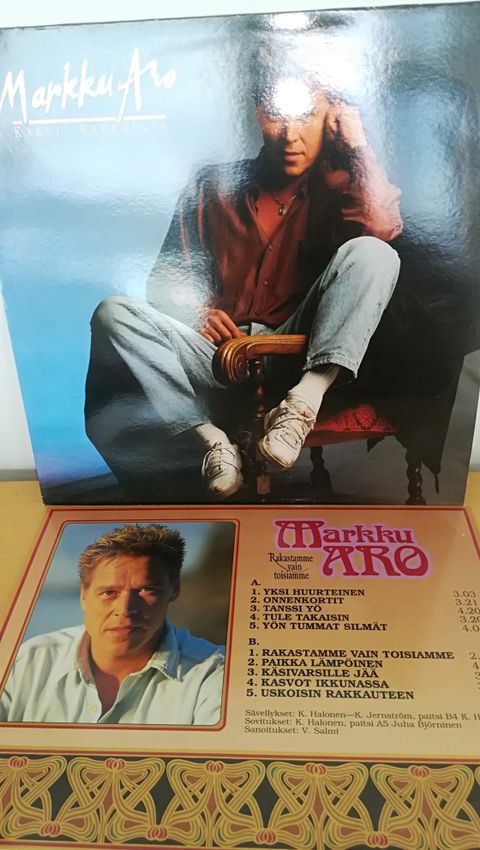 Markku Aro
KAKSI RAKKAINTA
Markku
ARO
Rakastamme
vain
toisiamme
A.
1. YKSI HUURTEINEN 3.03
2. ONNENKORTIT 3.21
3. TANSSI YÖ 4.20
4. TULE TAKAISIN 3.20
5. YÖN TUMMAT SILMÄT 4.0
B.
1. RAKASTAMME VAIN TOISIAMME 2.
2. PAIKKA LÄMPÖINEN 4
3. KÄSIVARSILLE JÄÄ
4. KASVOT IKKUNASSA
5. USKOISIN RAKKAUTEEN
Sävellykset: K. Halonen—K. Jernström, paitsi B4 K. H
Sovitukset: K. Halonen, paitsi A5 Juha Björninen
Sanoitukset: V. Salmi